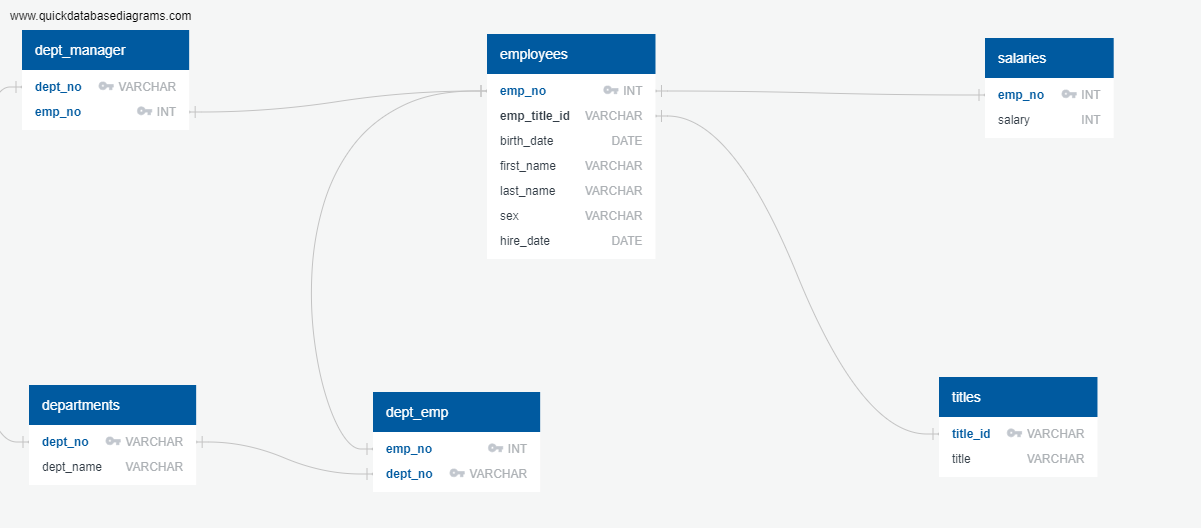 www.quickdatabasediagrams.com
dept_manager
dept_no VARCHAR
emp_no INT
employees
emp_no INT
emp_title_id VARCHAR
birth_date DATE
first_name VARCHAR
last_name VARCHAR
sex VARCHAR
hire_date DATE
salaries
emp_no INT
salary INT
departments
dept_no VARCHAR
dept_name VARCHAR
dept_emp
emp_no INT
dept_no VARCHAR
titles
title_id VARCHAR
title VARCHAR